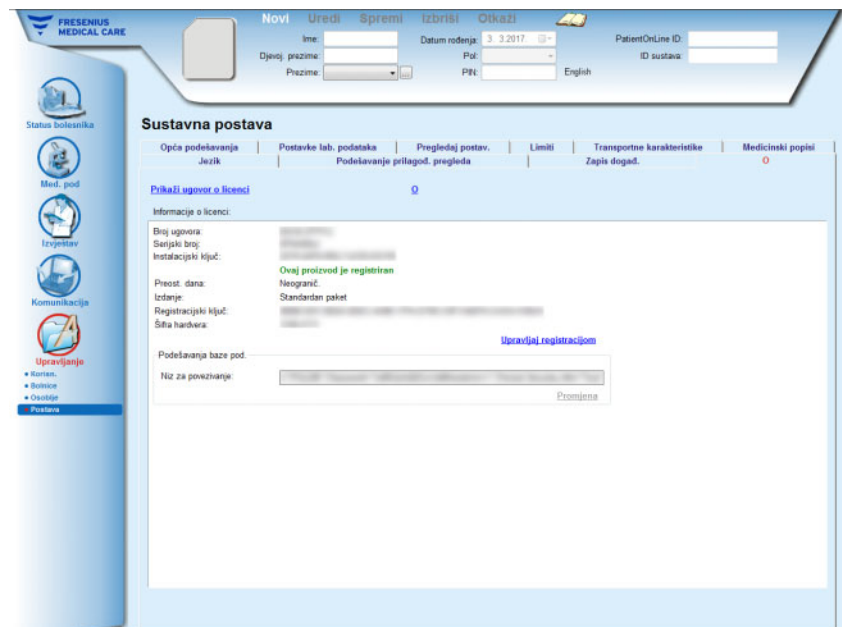 FRESENIUS
MEDICAL CARE
Novi Uredi Spremi Izbriši Otkaži
Ime: Datum rođenja: 3. 3.2017. PatientOnLine ID:
Djevoj. prezime: Pol: ID sustava:
Prezime: ... PIN: English
Status bolesnika
Med. pod
Izvještav
Komunikacija
Upravljanje
Korisn.
Bolnice
Osoblje
Postava
Sustavna postava
Opća podešavanja | Postavke lab. podataka | Pregledaj postav. | Limiti | Transportne karakteristike | Medicinski popisi |
Jezik | Podešavanje prilagođ. pregleda | Zapis događ. O
Prikaži ugovor o licenci O
Informacije o licenci:
Broj ugovora:
Serijski broj:
Instalacijski ključ:
Ovaj proizvod je registriran
Preost. dana: Neogranič.
Izdanje: Standardan paket
Registracijski ključ:
Šifra hardvera:
Upravljaj registracijom
Podešavanja baze pod.
Niz za povezivanje:
Promjena